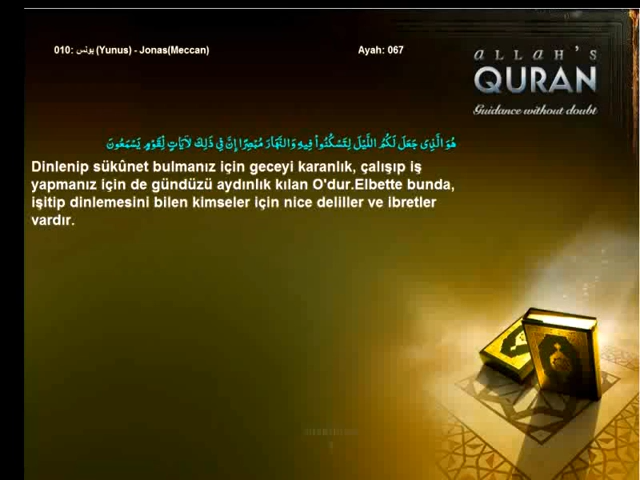 010: يونس (Yunus) - Jonas(Meccan)
Ayah: 067
ALLAH'S
QURAN
Guidance without doubt
هُوَ الَّذِى جَعَلَ لَكُمُ اللَّيْلَ لِتَسْكُنُوا۟ فِيهِ وَالنَّهَارَ مُبْصِرًا إِنَّ فِى ذَٰلِكَ لَآيَاتٍ لِّقَوْمٍ يَسْمَعُونَ
Dinlenip sükûnet bulmanız için geceyi karanlık, çalışıp iş
yapmanız için de gündüzü aydınlık kılan O'dur.Elbette bunda,
işitip dinlemesini bilen kimseler için nice deliller ve ibretler
vardır.